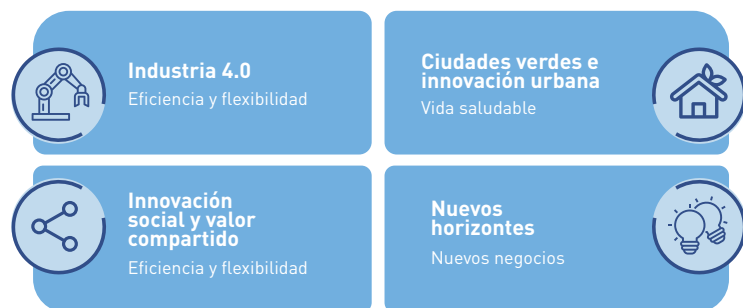 Industria 4.0
Eficiencia y flexibilidad
Ciudades verdes e
innovación urbana
Vida saludable
Innovación
social y valor
compartido
Eficiencia y flexibilidad
Nuevos
horizontes
Nuevos negocios